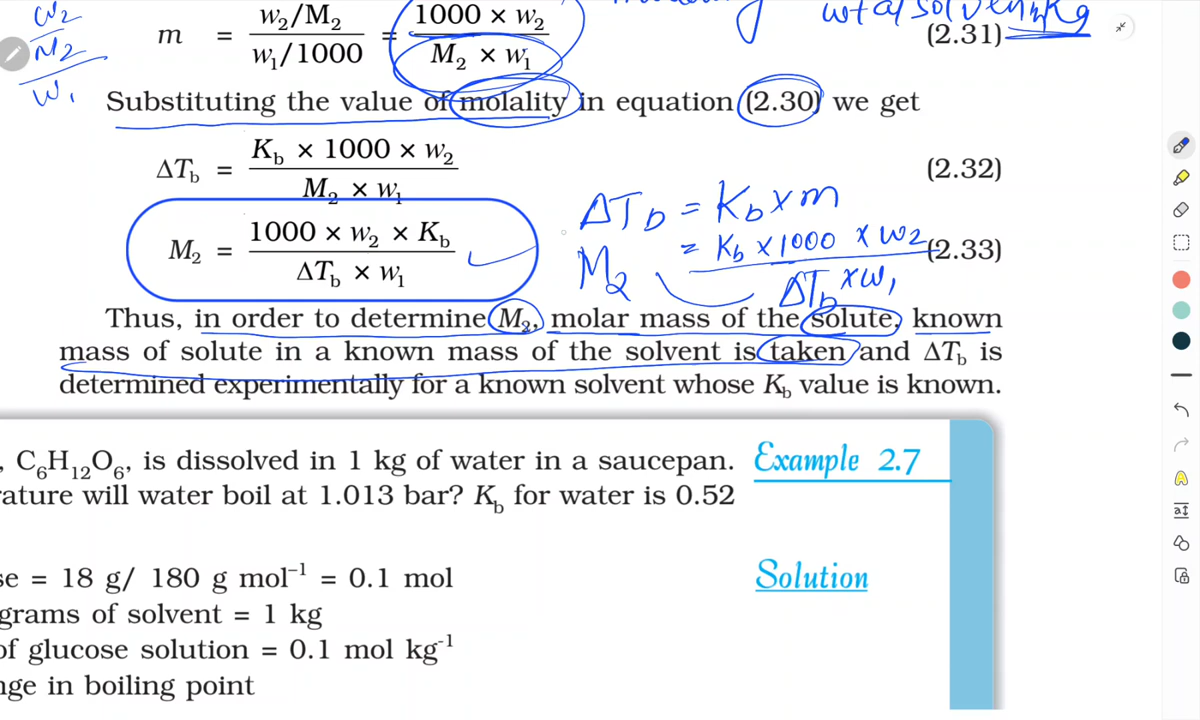 w2/M2 1000 × w2 wt of solvent in kg
m = ――― = ――― (2.31)
w1/1000 M2 × w1
w2
M2
w1
Substituting the value of molality in equation (2.30) we get
ΔTb = Kb × 1000 × w2 / M2 × w1 (2.32)
ΔTb = Kb × m
M2 = 1000 × w2 × Kb / ΔTb × w1 (2.33)
= Kb × 1000 × w2
M2 ΔTb × w1
Thus, in order to determine M2, molar mass of the solute, known
mass of solute in a known mass of the solvent is taken and ΔTb is
determined experimentally for a known solvent whose Kb value is known.
, C6H12O6, is dissolved in 1 kg of water in a saucepan. Example 2.7
rature will water boil at 1.013 bar? Kb for water is 0.52
se = 18 g/ 180 g mol–1 = 0.1 mol Solution
grams of solvent = 1 kg
of glucose solution = 0.1 mol kg-1
nge in boiling point